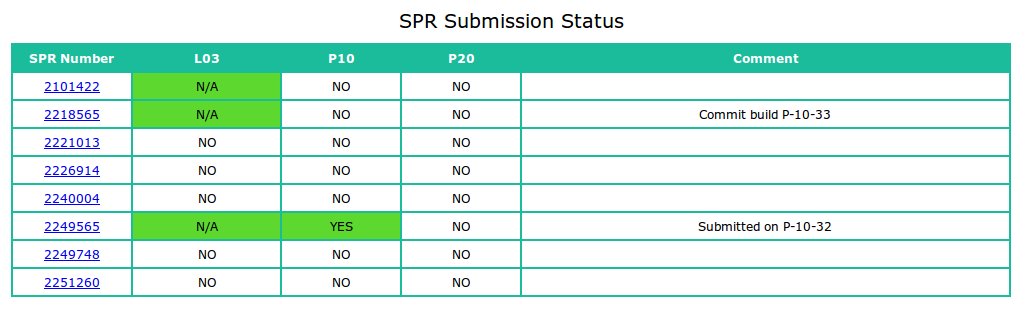 SPR Submission Status
SPR Number L03 P10 P20 Comment
2101422 N/A NO NO
2218565 N/A NO NO Commit build P-10-33
2221013 NO NO NO
2226914 NO NO NO
2240004 NO NO NO
2249565 N/A YES NO Submitted on P-10-32
2249748 NO NO NO
2251260 NO NO NO